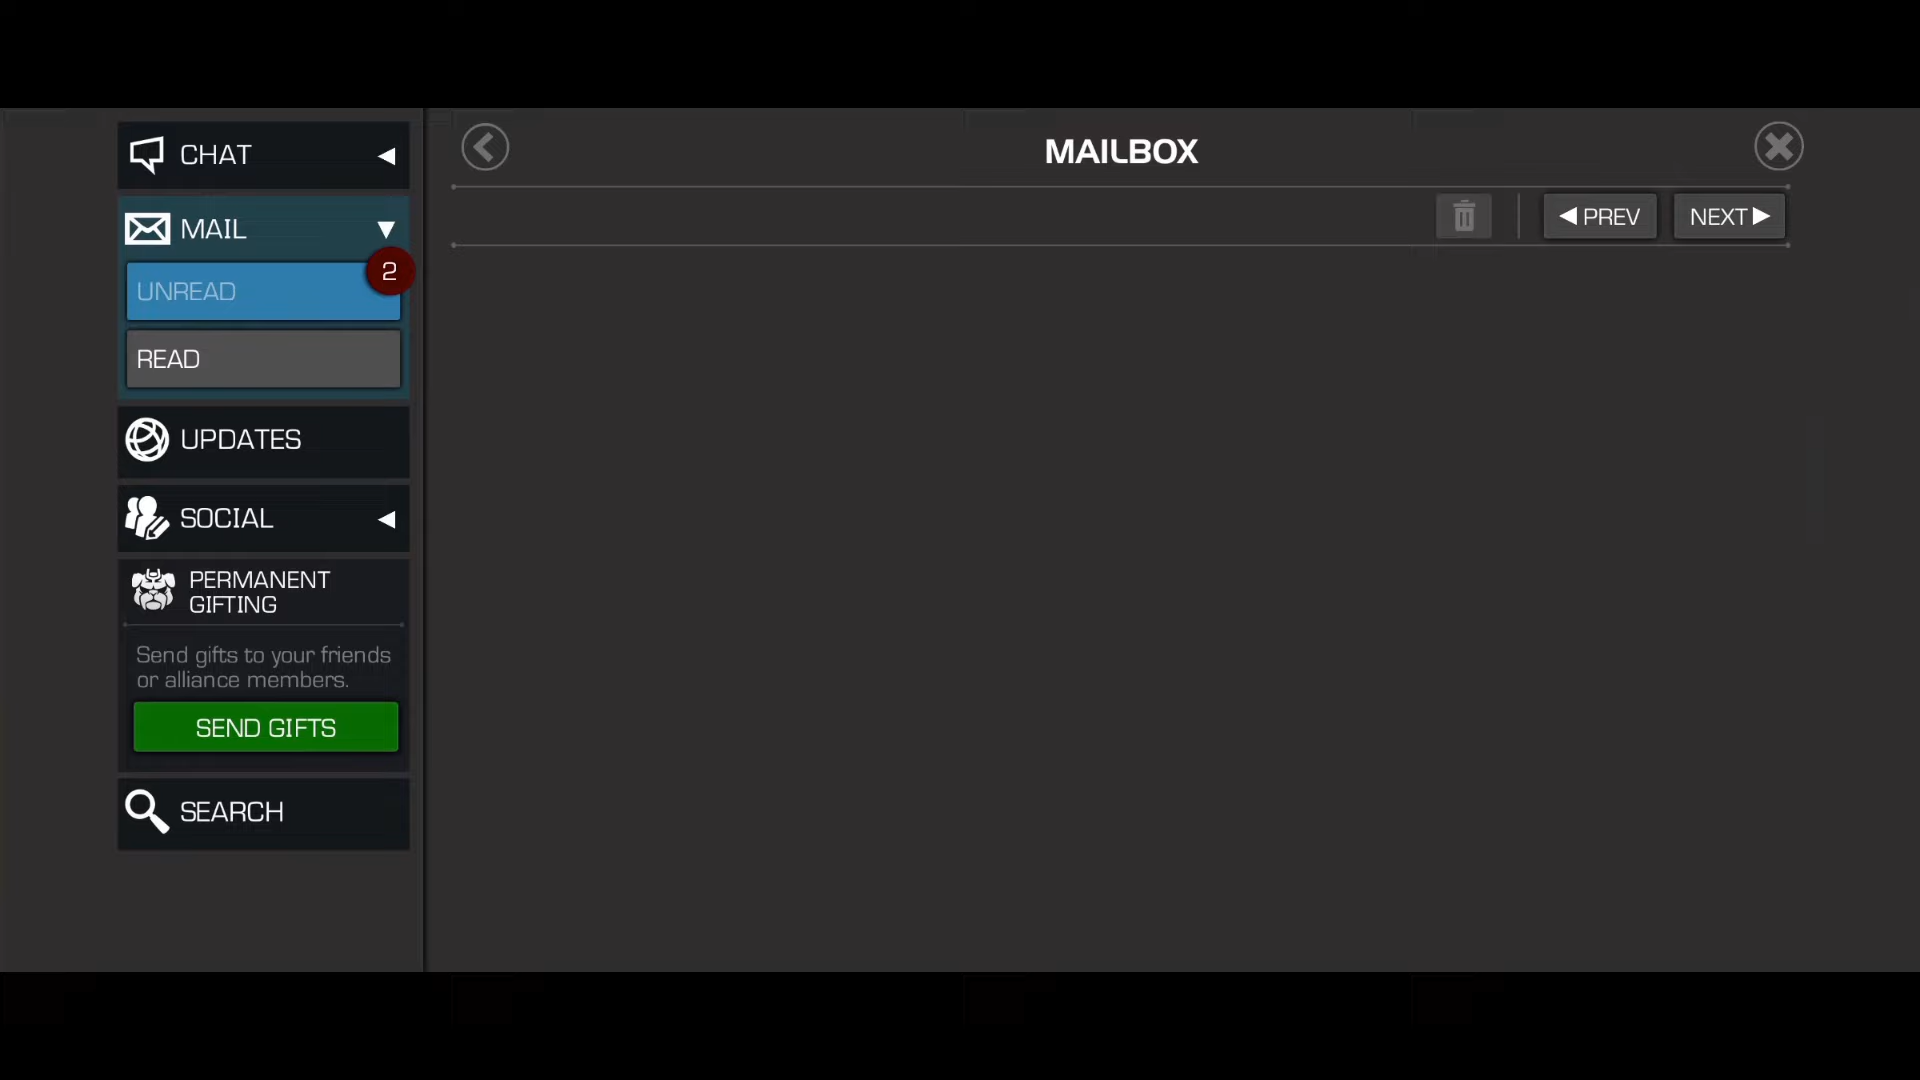 CHAT
MAIL
2
UNREAD
READ
UPDATES
SOCIAL
PERMANENT
GIFTING
Send gifts to your friends
or alliance members.
SEND GIFTS
SEARCH
MAILBOX
PREV
NEXT